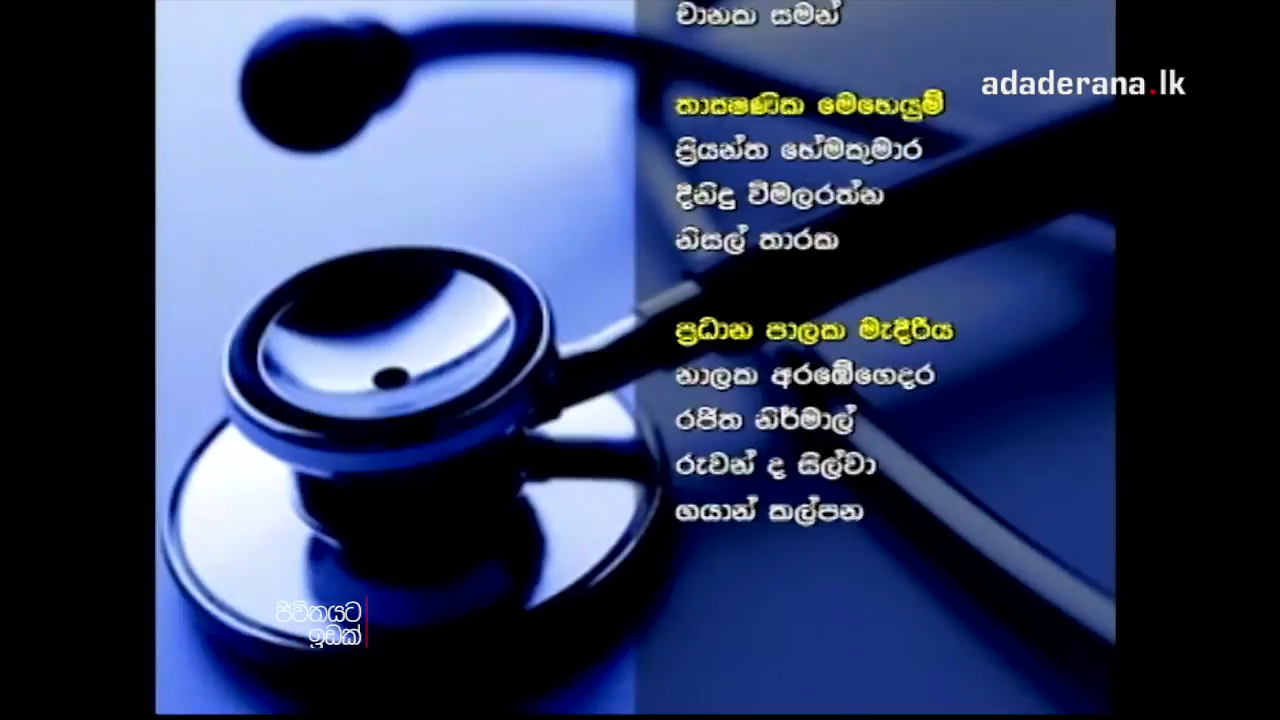 චානක සමන්
adaderana.lk
තාක්‍ෂණික මෙහෙයුම්
ප්‍රියන්ත හේමකුමාර
දිනිදු විමලරත්න
නිසල් තාරක
ප්‍රධාන පාලක මැදිරිය
නාලක අරඹේගෙදර
රජිත නිර්මාල්
රුවන් ද සිල්වා
ගයාන් කල්පන
ජීවිතයට
ඉඩක්